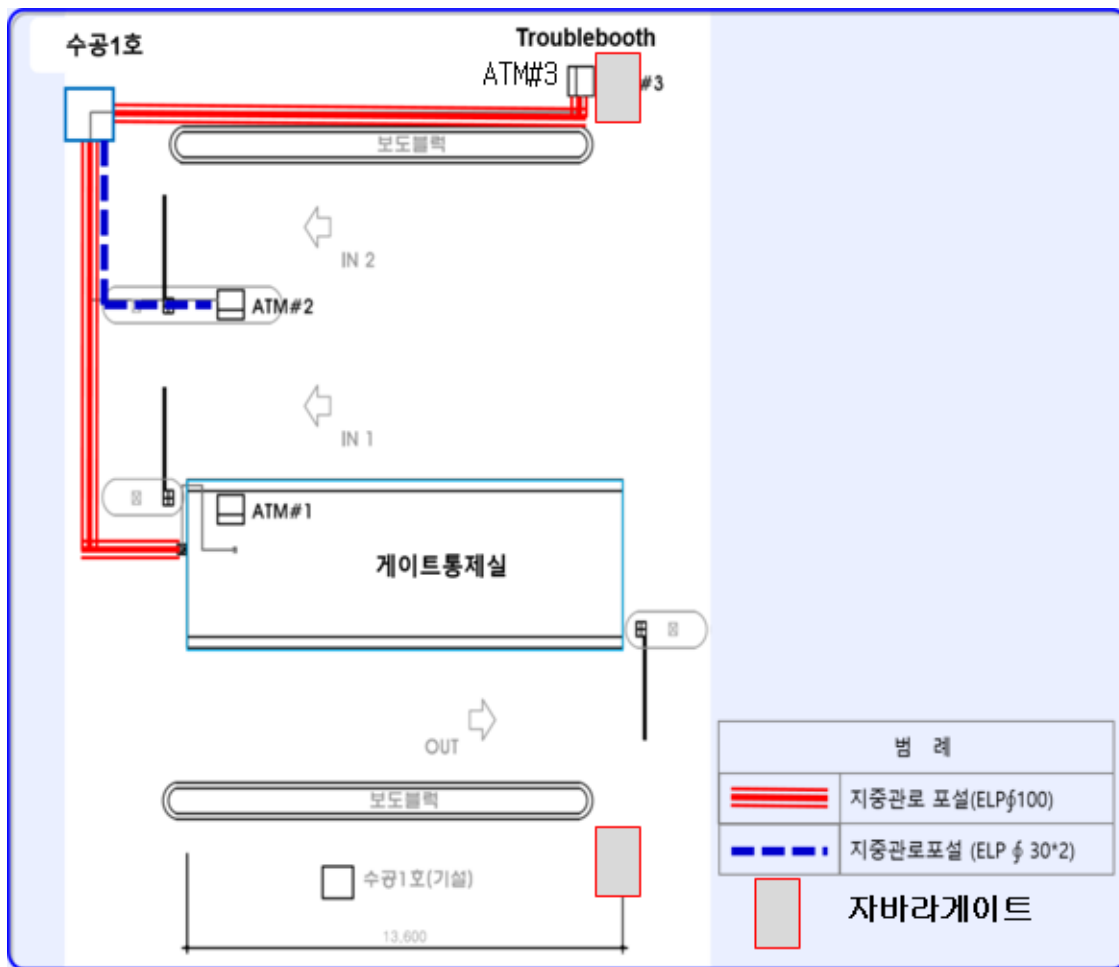 수공1호
Troublebooth
ATM#3
#3
보도블럭
IN 2
ATM#2
IN 1
ATM#1
게이트통제실
OUT
보도블럭
수공1호(기설)
13,600
범 례
지중관로 포설(ELP∮100)
지중관로포설 (ELP ∮ 30*2)
자바라게이트